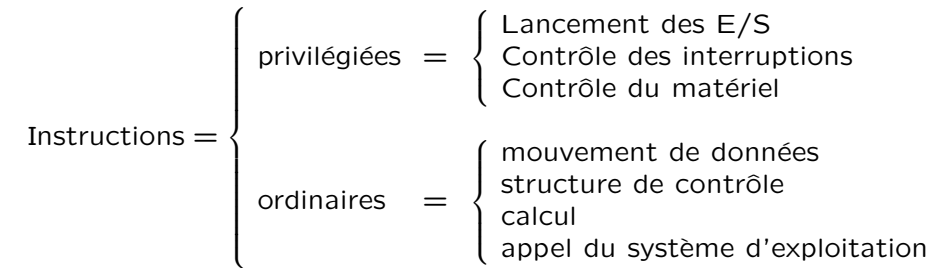 Instructions =
privilégiées =
Lancement des E/S
Contrôle des interruptions
Contrôle du matériel
ordinaires =
mouvement de données
structure de contrôle
calcul
appel du système d'exploitation